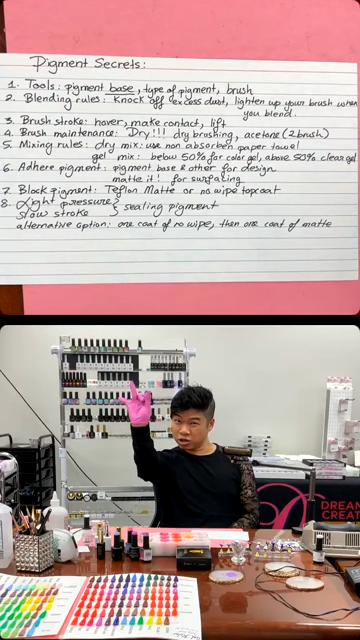 Pigment Secrets:
1. Tools: pigment base, type of pigment, brush
2. Blending rules: Knock off excess dust, lighten up your brush when
you blend.
3. Brush stroke: hover, make contact, lift
4. Brush maintenance: Dry!!! dry brushing, acetone (2 brush)
5. Mixing rules: dry mix: use non absorben paper towel
gel mix: below 50% for color gel, above 50% clear gel
6. Adhere pigment: pigment base & other for design
matte it! for surfacing
7. Block pigment: Teflon Matte or no wipe topcoat
8. Light pressure } sealing pigment
slow stroke
alternative option: one coat of no wipe, then one coat of matte
DREAM
CREAT